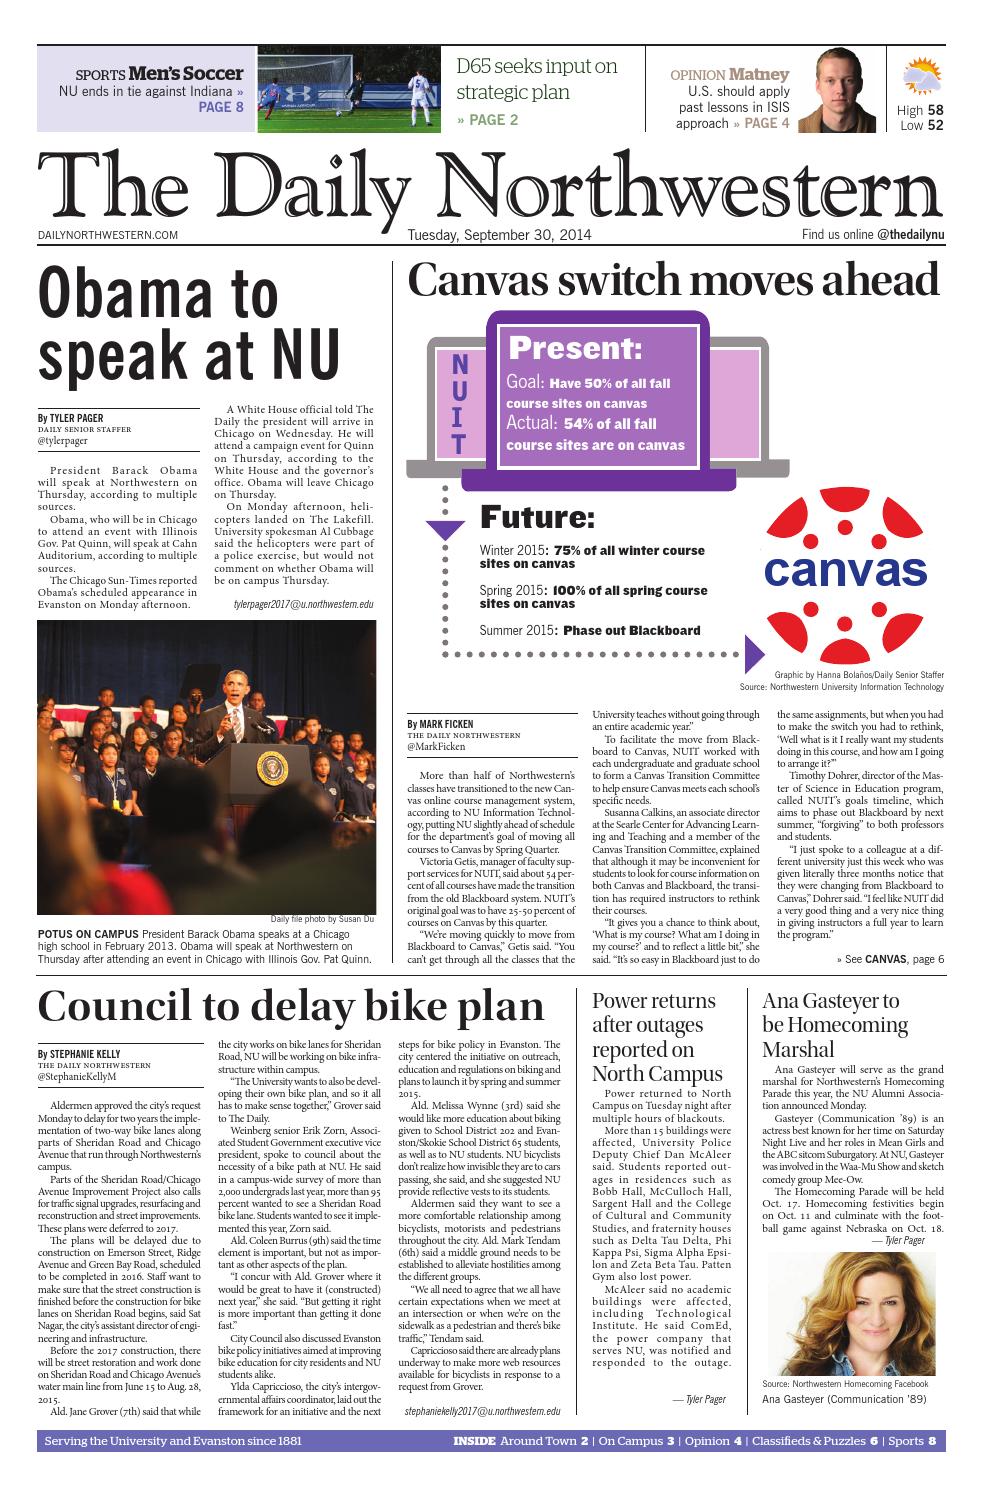 SPORTS Men's Soccer
NU ends in tie against Indiana »
PAGE 8
UNDER ARMOUR
D65 seeks input on
strategic plan
» PAGE 2
OPINION Matney
U.S. should apply
past lessons in ISIS
approach » PAGE 4
High 58
Low 52
The Daily Northwestern
DAILYNORTHWESTERN.COM
Tuesday, September 30, 2014
Find us online @thedailynu
Obama to
speak at NU
By TYLER PAGER
DAILY SENIOR STAFFER
@tylerpager
President Barack Obama
will speak at Northwestern on
Thursday, according to multiple
sources.
Obama, who will be in Chicago
to attend an event with Illinois
Gov. Pat Quinn, will speak at Cahn
Auditorium, according to multiple
sources.
The Chicago Sun-Times reported
Obama's scheduled appearance in
Evanston on Monday afternoon.
A White House official told The
Daily the president will arrive in
Chicago on Wednesday. He will
attend a campaign event for Quinn
on Thursday, according to the
White House and the governor's
office. Obama will leave Chicago
on Thursday.
On Monday afternoon, heli-
copters landed on The Lakefill.
University spokesman Al Cubbage
said the helicopters were part of
a police exercise, but would not
comment on whether Obama will
be on campus Thursday.
tylerpager2017@u.northwestern.edu
Daily file photo by Susan Du
POTUS ON CAMPUS President Barack Obama speaks at a Chicago
high school in February 2013. Obama will speak at Northwestern on
Thursday after attending an event in Chicago with Illinois Gov. Pat Quinn.
Canvas switch moves ahead
N
U
I
T
Present:
Goal: Have 50% of all fall
course sites on canvas
Actual: 54% of all fall
course sites are on canvas
Future:
Winter 2015: 75% of all winter course
sites on canvas
Spring 2015: 100% of all spring course
sites on canvas
Summer 2015: Phase out Blackboard
canvas
Graphic by Hanna Bolaños/Daily Senior Staffer
Source: Northwestern University Information Technology
By MARK FICKEN
THE DAILY NORTHWESTERN
@MarkFicken
More than half of Northwestern's
classes have transitioned to the new Can-
vas online course management system,
according to NU Information Technol-
ogy, putting NU slightly ahead of schedule
for the department's goal of moving all
courses to Canvas by Spring Quarter.
Victoria Getis, manager of faculty sup-
port services for NUIT, said about 54 per-
cent of all courses have made the transition
from the old Blackboard system. NUIT's
original goal was to have 25-50 percent of
courses on Canvas by this quarter.
"We're moving quickly to move from
Blackboard to Canvas," Getis said. "You
can't get through all the classes that the
University teaches without going through
an entire academic year."
To facilitate the move from Black-
board to Canvas, NUIT worked with
each undergraduate and graduate school
to form a Canvas Transition Committee
to help ensure Canvas meets each school's
specific needs.
Susanna Calkins, an associate director
at the Searle Center for Advancing Learn-
ing and Teaching and a member of the
Canvas Transition Committee, explained
that although it may be inconvenient for
students to look for course information on
both Canvas and Blackboard, the transi-
tion has required instructors to rethink
their courses.
"It gives you a chance to think about,
'What is my course? What am I doing in
my course?' and to reflect a little bit," she
said. "It's so easy in Blackboard just to do
the same assignments, but when you had
to make the switch you had to rethink,
'Well what is it I really want my students
doing in this course, and how am I going
to arrange it?'"
Timothy Dohrer, director of the Mas-
ter of Science in Education program,
called NUIT's goals timeline, which
aims to phase out Blackboard by next
summer, "forgiving" to both professors
and students.
"I just spoke to a colleague at a dif-
ferent university just this week who was
given literally three months notice that
they were changing from Blackboard to
Canvas," Dohrer said. "I feel like NUIT did
a very good thing and a very nice thing
in giving instructors a full year to learn
the program."
» See CANVAS, page 6
Council to delay bike plan
By STEPHANIE KELLY
THE DAILY NORTHWESTERN
@StephanieKellyM
Aldermen approved the city's request
Monday to delay for two years the imple-
mentation of two-way bike lanes along
parts of Sheridan Road and Chicago
Avenue that run through Northwestern's
campus.
Parts of the Sheridan Road/Chicago
Avenue Improvement Project also calls
for traffic signal upgrades, resurfacing and
reconstruction and street improvements.
These plans were deferred to 2017.
The plans will be delayed due to
construction on Emerson Street, Ridge
Avenue and Green Bay Road, scheduled
to be completed in 2016. Staff want to
make sure that the street construction is
finished before the construction for bike
lanes on Sheridan Road begins, said Sat
Nagar, the city's assistant director of engi-
neering and infrastructure.
Before the 2017 construction, there
will be street restoration and work done
on Sheridan Road and Chicago Avenue's
water main line from June 15 to Aug. 28,
2015.
Ald. Jane Grover (7th) said that while
the city works on bike lanes for Sheridan
Road, NU will be working on bike infra-
structure within campus.
"The University wants to also be devel-
oping their own bike plan, and so it all
has to make sense together," Grover said
to The Daily.
Weinberg senior Erik Zorn, Associ-
ated Student Government executive vice
president, spoke to council about the
necessity of a bike path at NU. He said
in a campus-wide survey of more than
2,000 undergrads last year, more than 95
percent wanted to see a Sheridan Road
bike lane. Students wanted to see it imple-
mented this year, Zorn said.
Ald. Coleen Burrus (9th) said the time
element is important, but not as impor-
tant as other aspects of the plan.
"I concur with Ald. Grover where it
would be great to have it (constructed)
next year," she said. "But getting it right
is more important than getting it done
fast."
City Council also discussed Evanston
bike policy initiatives aimed at improving
bike education for city residents and NU
students alike.
Ylda Capriccioso, the city's intergov-
ernmental affairs coordinator, laid out the
framework for an initiative and the next
steps for bike policy in Evanston. The
city centered the initiative on outreach,
education and regulations on biking and
plans to launch it by spring and summer
2015.
Ald. Melissa Wynne (3rd) said she
would like more education about biking
given to School District 202 and Evan-
ston/Skokie School District 65 students,
as well as to NU students. NU bicyclists
don't realize how invisible they are to cars
passing, she said, and she suggested NU
provide reflective vests to its students.
Aldermen said they want to see a
more comfortable relationship among
bicyclists, motorists and pedestrians
throughout the city. Ald. Mark Tendam
(6th) said a middle ground needs to be
established to alleviate hostilities among
the different groups.
"We all need to agree that we all have
certain expectations when we meet at
an intersection or when we're on the
sidewalk as a pedestrian and there's bike
traffic," Tendam said.
Capriccioso said there are already plans
underway to make more web resources
available for bicyclists in response to a
request from Grover.
stephaniekelly2017@u.northwestern.edu
Power returns
after outages
reported on
North Campus
Power returned to North
Campus on Tuesday night after
multiple hours of blackouts.
More than 15 buildings were
affected, University Police
Deputy Chief Dan McAleer
said. Students reported out-
ages in residences such as
Bobb Hall, McCulloch Hall,
Sargent Hall and the College
of Cultural and Community
Studies, and fraternity houses
such as Delta Tau Delta, Phi
Kappa Psi, Sigma Alpha Epsi-
lon and Zeta Beta Tau. Patten
Gym also lost power.
McAleer said no academic
buildings were affected,
including Technological
Institute. He said ComEd,
the power company that
serves NU, was notified and
responded to the outage.
— Tyler Pager
Ana Gasteyer to
be Homecoming
Marshal
Ana Gasteyer will serve as the grand
marshal for Northwestern's Homecoming
Parade this year, the NU Alumni Associa-
tion announced Monday.
Gasteyer (Communication '89) is an
actress best known for her time on Saturday
Night Live and her roles in Mean Girls and
the ABC sitcom Suburgatory. At NU, Gasteyer
was involved in the Waa-Mu Show and sketch
comedy group Mee-Ow.
The Homecoming Parade will be held
Oct. 17. Homecoming festivities begin
on Oct. 11 and culminate with the foot-
ball game against Nebraska on Oct. 18.
— Tyler Pager
Source: Northwestern Homecoming Facebook
Ana Gasteyer (Communication '89)
Serving the University and Evanston since 1881
INSIDE Around Town 2 | On Campus 3 | Opinion 4 | Classifieds & Puzzles 6 | Sports 8